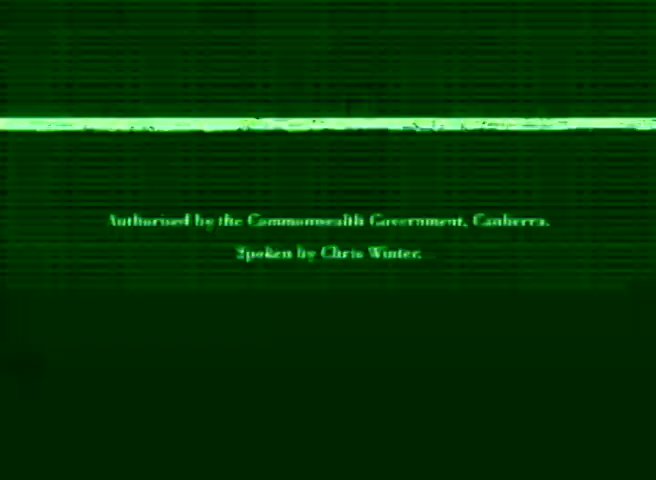 Authorised by the Commonwealth Government, Canberra.
Spoken by Chris Winter.